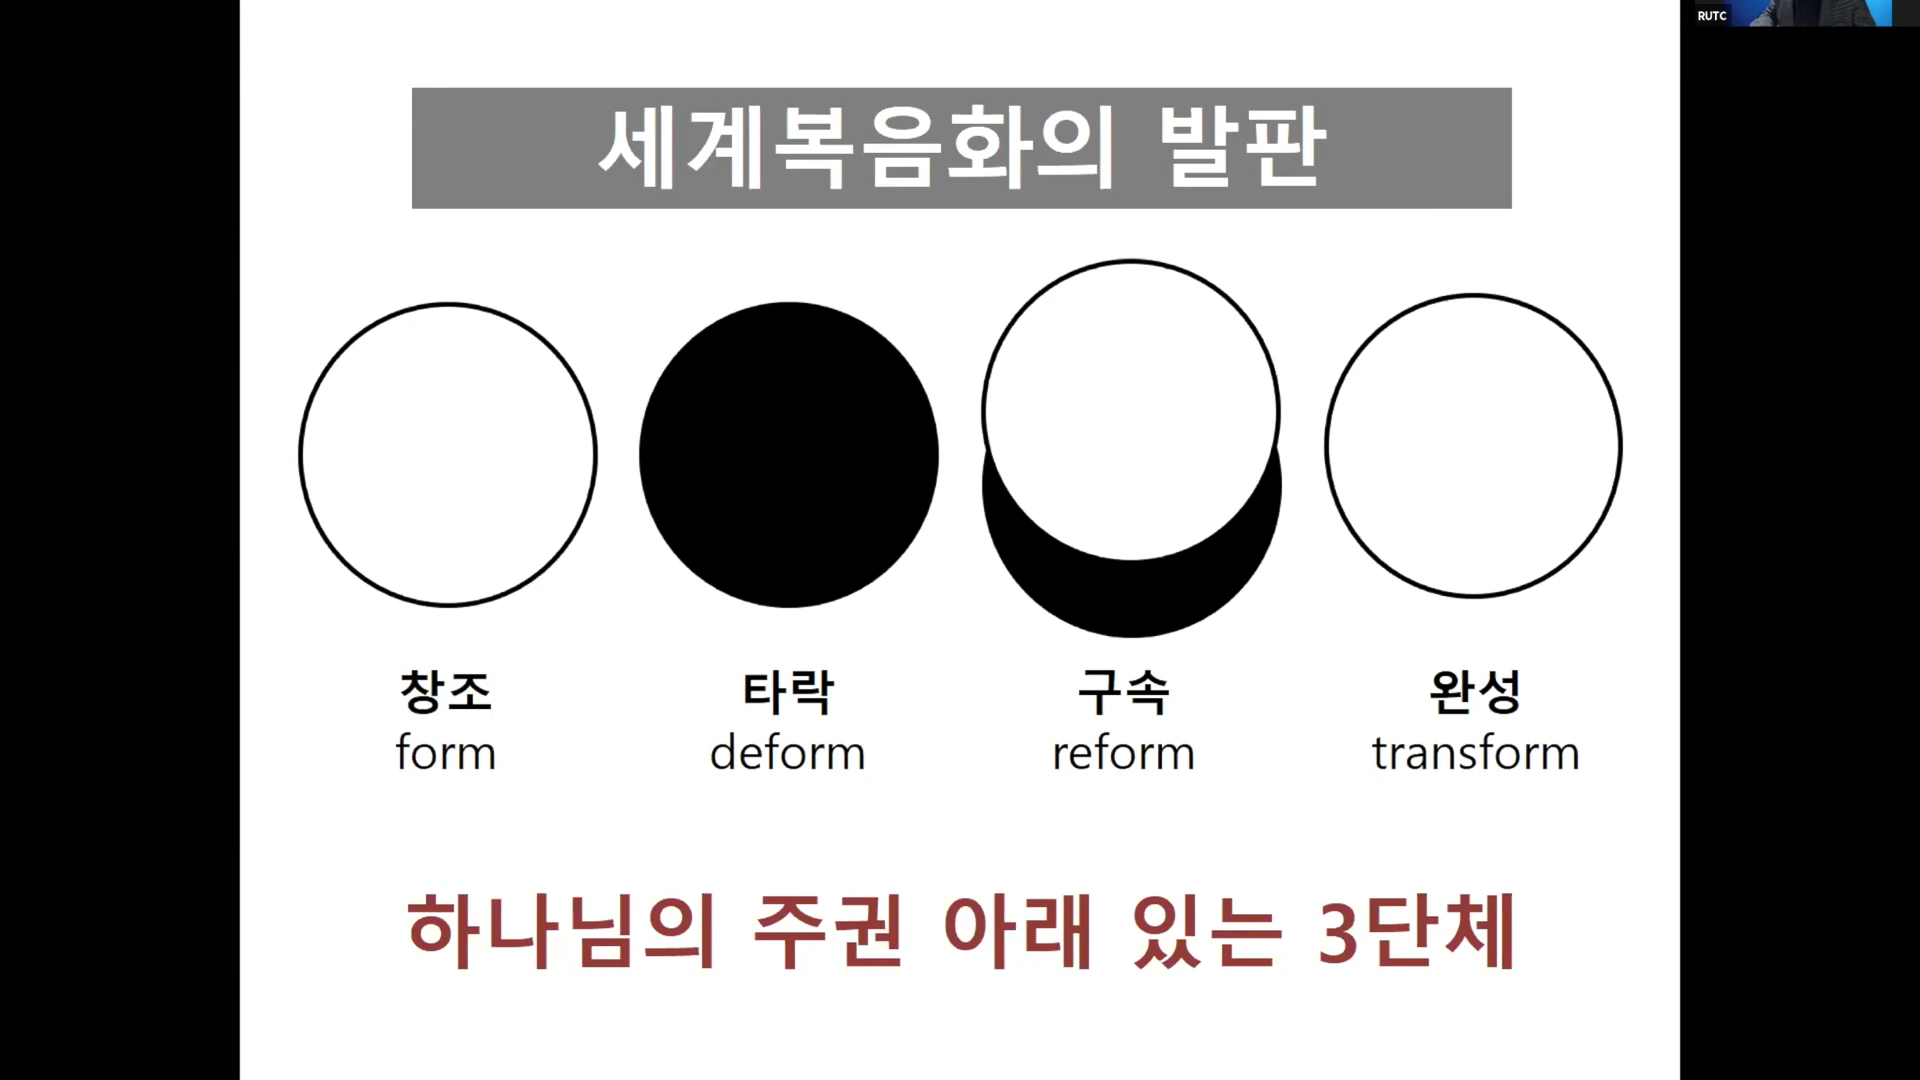 RUTC
세계복음화의 발판
창조
form
타락
deform
구속
reform
완성
transform
하나님의 주권 아래 있는 3단체